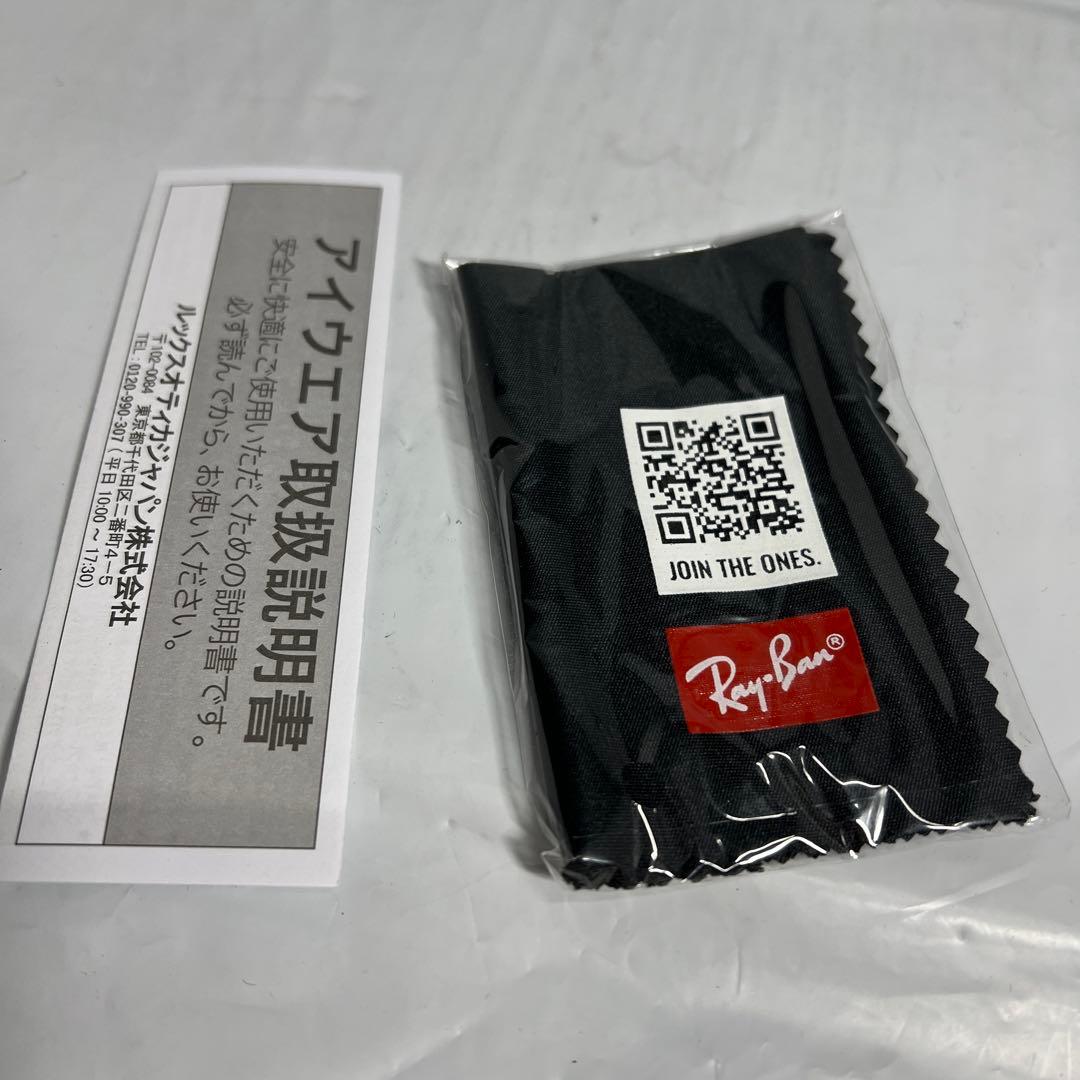 アイウエア取扱説明書
安全に快適にご使用いただくための説明書です。
必ず読んでから、お使いください。
ルックスオティカジャパン株式会社
〒102-0084 東京都千代田区二番町4-5
TEL:0120-990-307(平日 10:00~17:30)
JOIN THE ONES.
Ray-Ban®